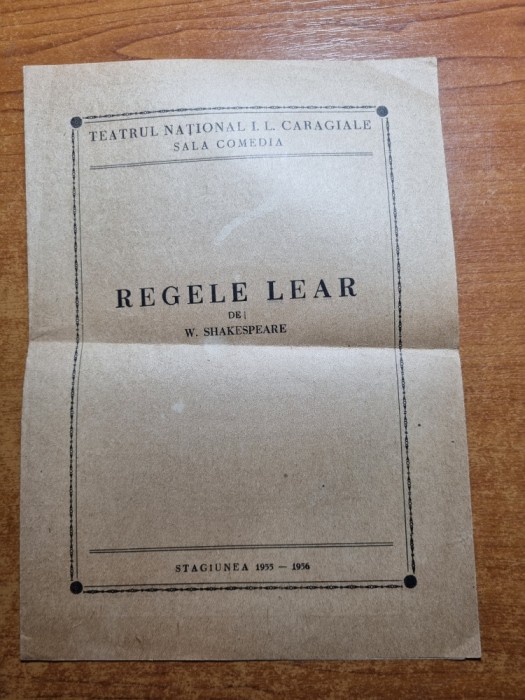 TEATRUL NAȚIONAL I. L. CARAGIALE
SALA COMEDIA
REGELE LEAR
DE
W. SHAKESPEARE
STAGIUNEA 1955 — 1956